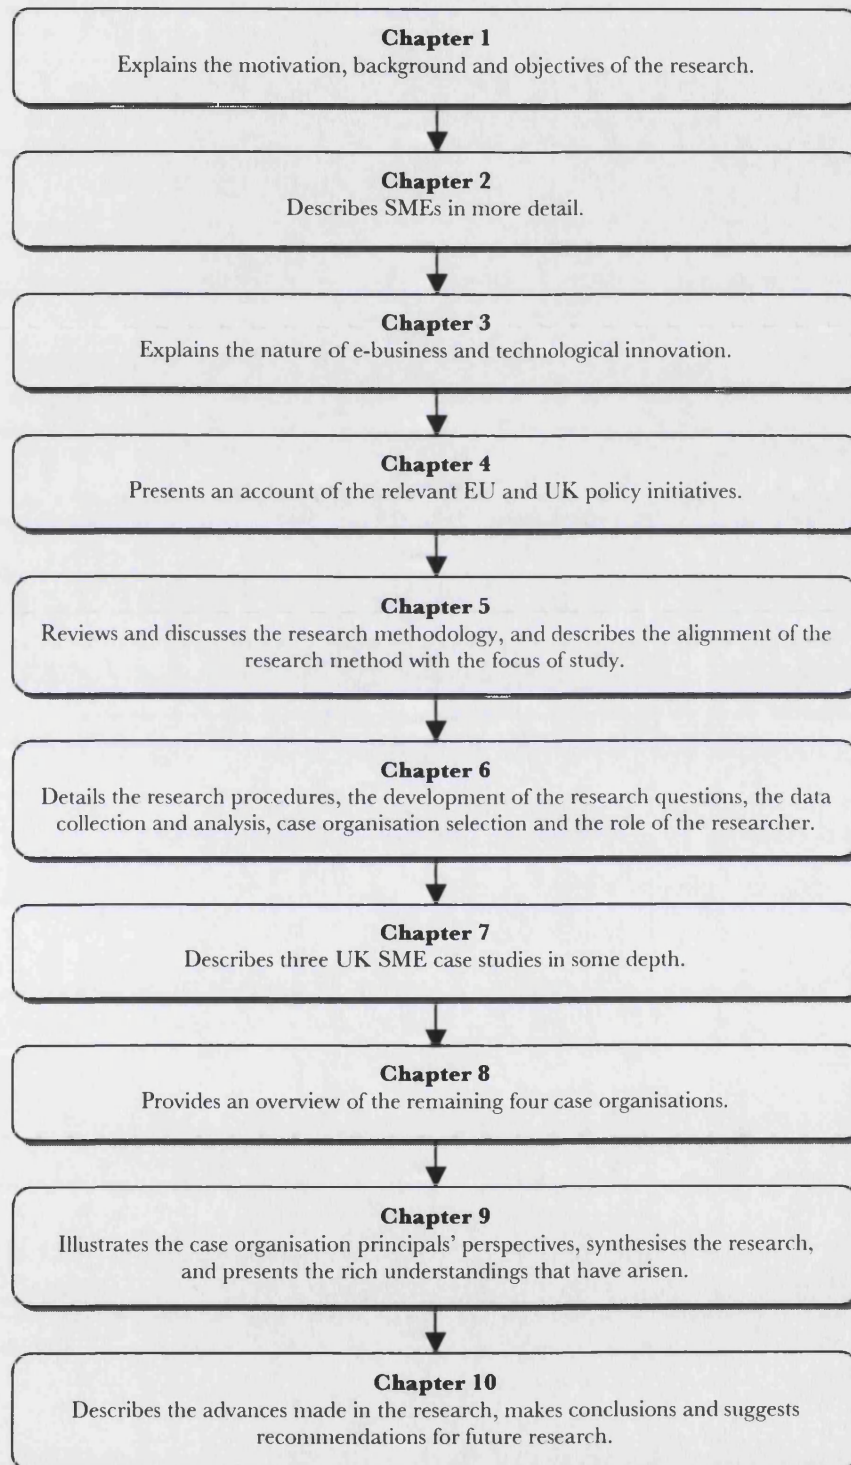 Chapter 1
Explains the motivation, background and objectives of the research.
Chapter 2
Describes SMEs in more detail.
Chapter 3
Explains the nature of e-business and technological innovation.
Chapter 4
Presents an account of the relevant EU and UK policy initiatives.
Chapter 5
Reviews and discusses the research methodology, and describes the alignment of the
research method with the focus of study.
Chapter 6
Details the research procedures, the development of the research questions, the data
collection and analysis, case organisation selection and the role of the researcher.
Chapter 7
Describes three UK SME case studies in some depth.
Chapter 8
Provides an overview of the remaining four case organisations.
Chapter 9
Illustrates the case organisation principals' perspectives, synthesises the research,
and presents the rich understandings that have arisen.
Chapter 10
Describes the advances made in the research, makes conclusions and suggests
recommendations for future research.